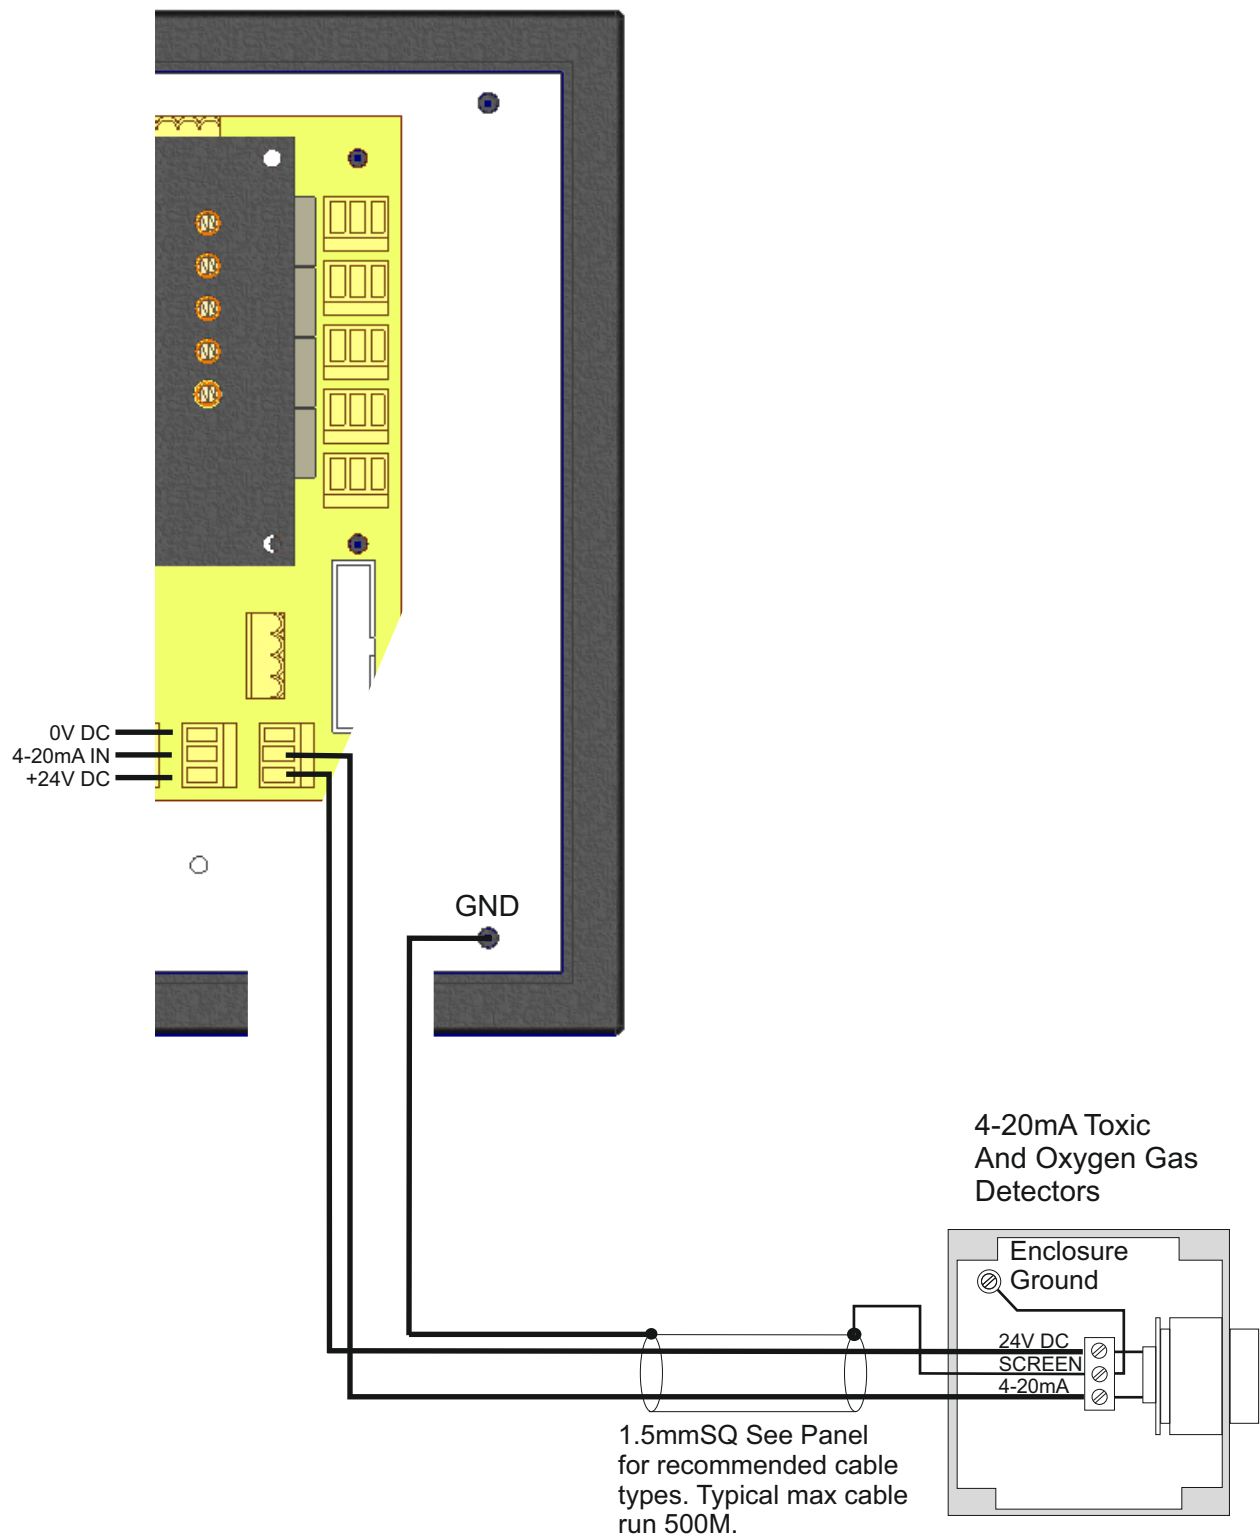 0V DC
4-20mA IN
+24V DC
GND
4-20mA Toxic
And Oxygen Gas
Detectors
Enclosure
Ground
24V DC
SCREEN
4-20mA
1.5mmSQ See Panel
for recommended cable
types. Typical max cable
run 500M.